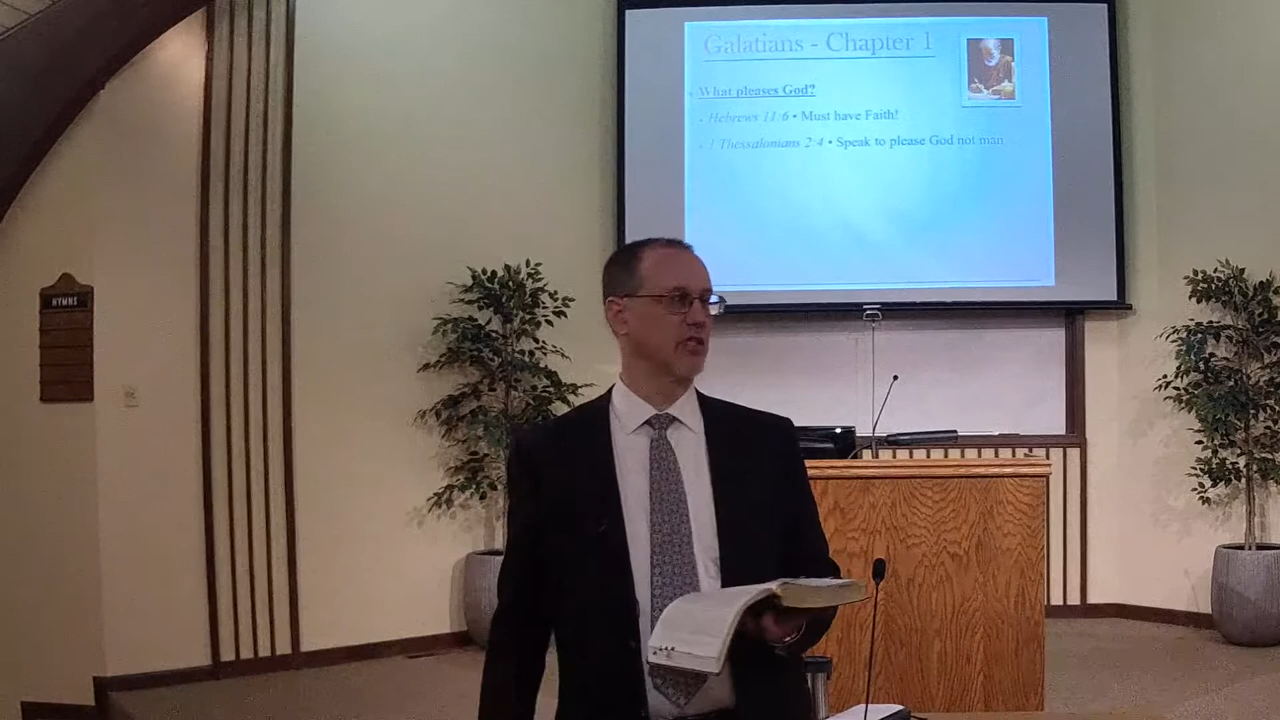 Galatians - Chapter 1
What pleases God?
Hebrews 11:6 • Must have Faith!
1 Thessalonians 2:4 • Speak to please God not man
HYMNS